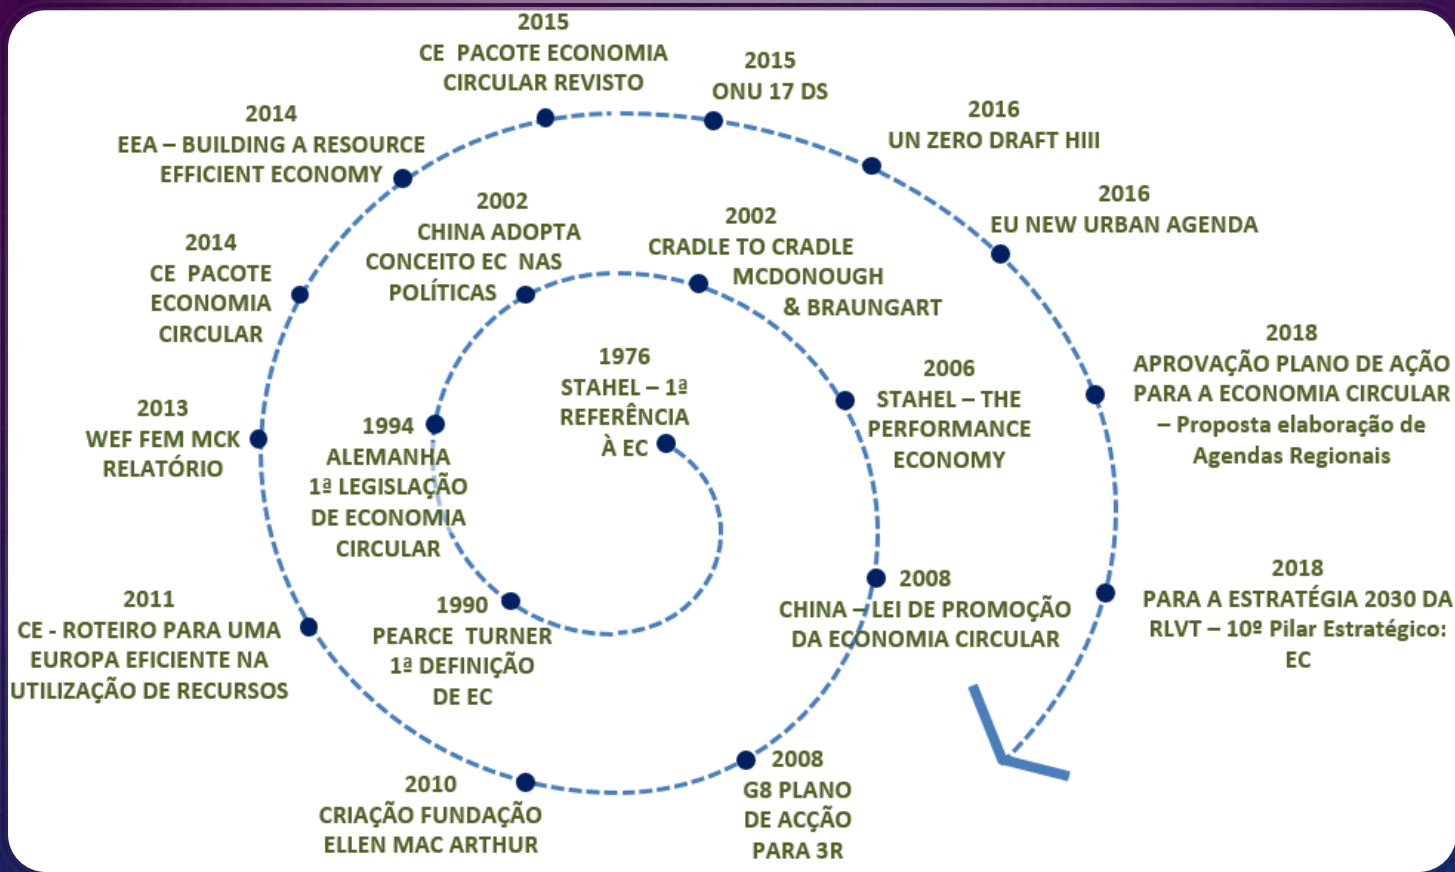 1976
STAHEL – 1ª
REFERÊNCIA
À EC
1990
PEARCE TURNER
1ª DEFINIÇÃO
DE EC
1994
ALEMANHA
1ª LEGISLAÇÃO
DE ECONOMIA
CIRCULAR
2002
CHINA ADOPTA
CONCEITO EC NAS
POLÍTICAS
2002
CRADLE TO CRADLE
MCDONOUGH
& BRAUNGART
2006
STAHEL – THE
PERFORMANCE
ECONOMY
2008
CHINA – LEI DE PROMOÇÃO
DA ECONOMIA CIRCULAR
2008
G8 PLANO
DE ACÇÃO
PARA 3R
2010
CRIAÇÃO FUNDAÇÃO
ELLEN MAC ARTHUR
2011
CE - ROTEIRO PARA UMA
EUROPA EFICIENTE NA
UTILIZAÇÃO DE RECURSOS
2013
WEF FEM MCK
RELATÓRIO
2014
CE PACOTE
ECONOMIA
CIRCULAR
2014
EEA – BUILDING A RESOURCE
EFFICIENT ECONOMY
2015
CE PACOTE ECONOMIA
CIRCULAR REVISTO
2015
ONU 17 DS
2016
UN ZERO DRAFT HIII
2016
EU NEW URBAN AGENDA
2018
APROVAÇÃO PLANO DE AÇÃO
PARA A ECONOMIA CIRCULAR
– Proposta elaboração de
Agendas Regionais
2018
PARA A ESTRATÉGIA 2030 DA
RLVT – 10º Pilar Estratégico:
EC